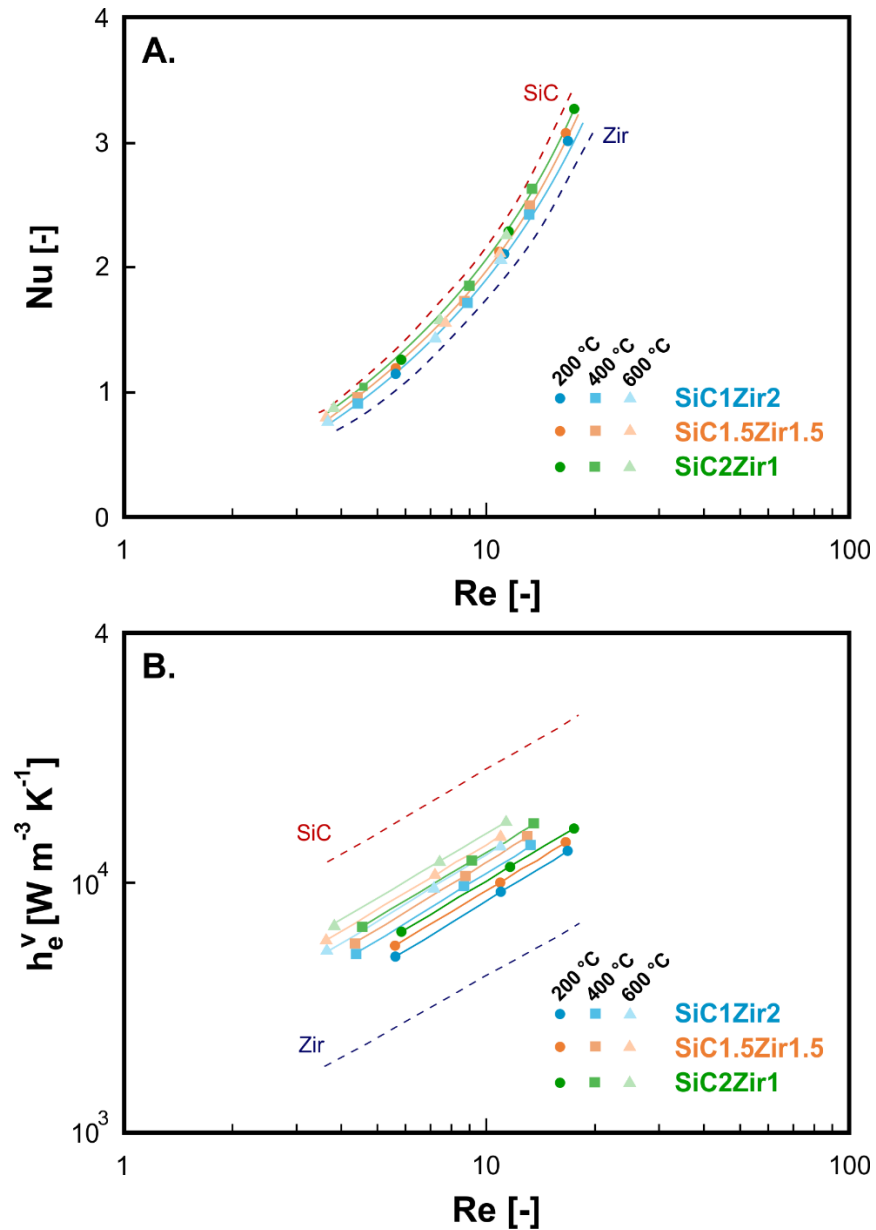 4
A.
SiC
Zir
3
2
1
0
Nu [-]
200 °C 400 °C 600 °C
SiC1Zir2
SiC1.5Zir1.5
SiC2Zir1
1 10 100
Re [-]
4
B.
SiC
10^4
Zir
10^3
h_e^v [W m^-3 K^-1]
200 °C 400 °C 600 °C
SiC1Zir2
SiC1.5Zir1.5
SiC2Zir1
1 10 100
Re [-]